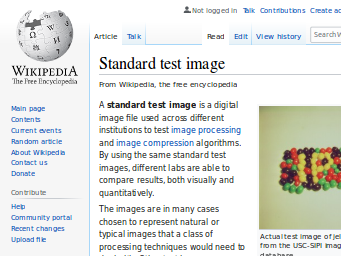 Not logged in Talk Contributions Create ac
Article Talk Read Edit View history Search W
WIKIPEDIA
The Free Encyclopedia
Main page
Contents
Current events
Random article
About Wikipedia
Contact us
Donate
Contribute
Help
Community portal
Recent changes
Upload file
Standard test image
From Wikipedia, the free encyclopedia
A standard test image is a digital
image file used across different
institutions to test image processing
and image compression algorithms.
By using the same standard test
images, different labs are able to
compare results, both visually and
quantitatively.
The images are in many cases
chosen to represent natural or
typical images that a class of
processing techniques would need to
Actual test image of jel
from the USC-SIPI imag